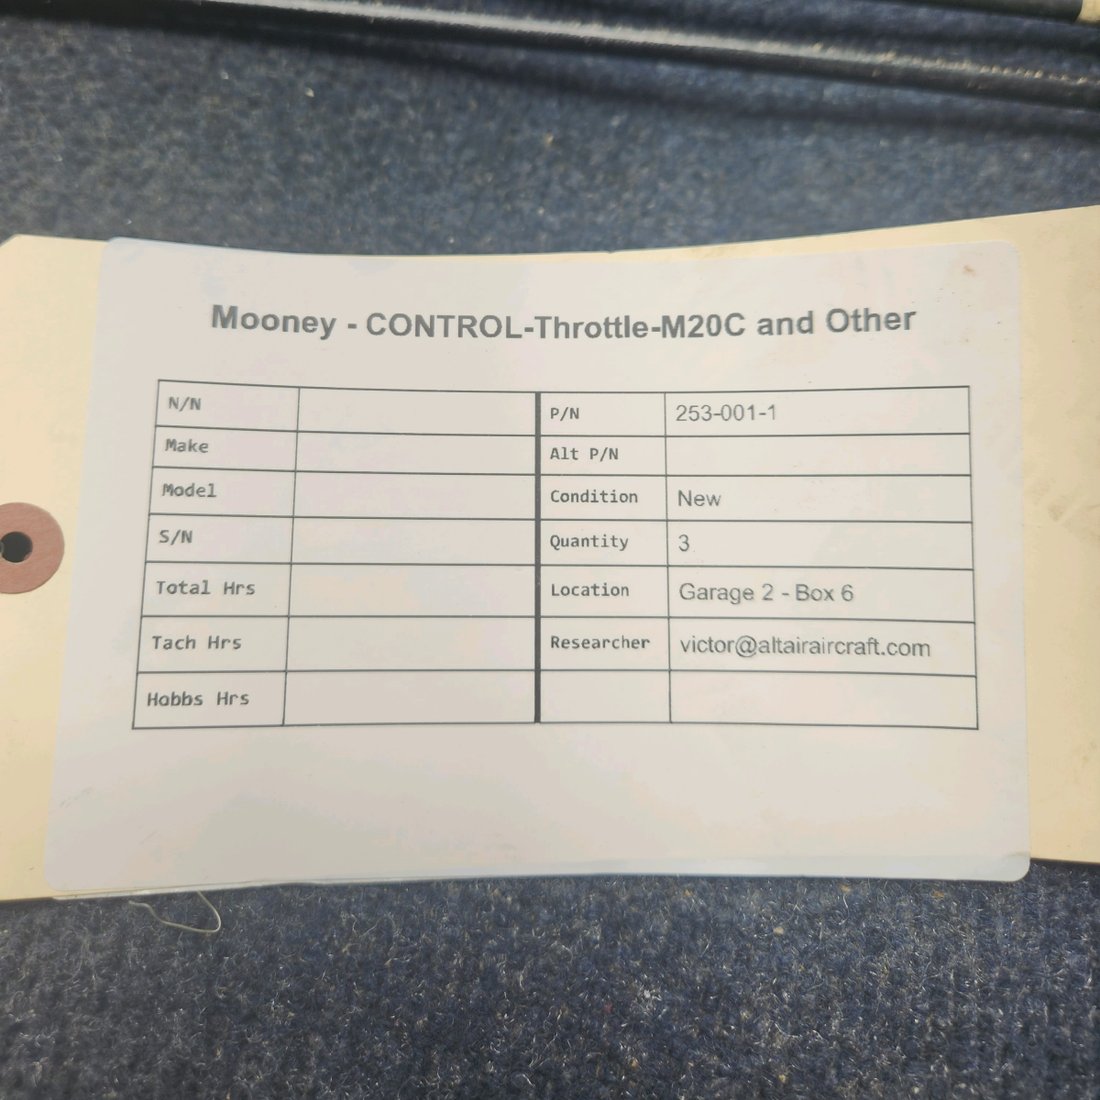 Mooney - CONTROL-Throttle-M20C and Other
N/N P/N 253-001-1
Make Alt P/N
Model Condition New
S/N Quantity 3
Total Hrs Location Garage 2 - Box 6
Tach Hrs Researcher victor@altairaircraft.com
Hobbs Hrs